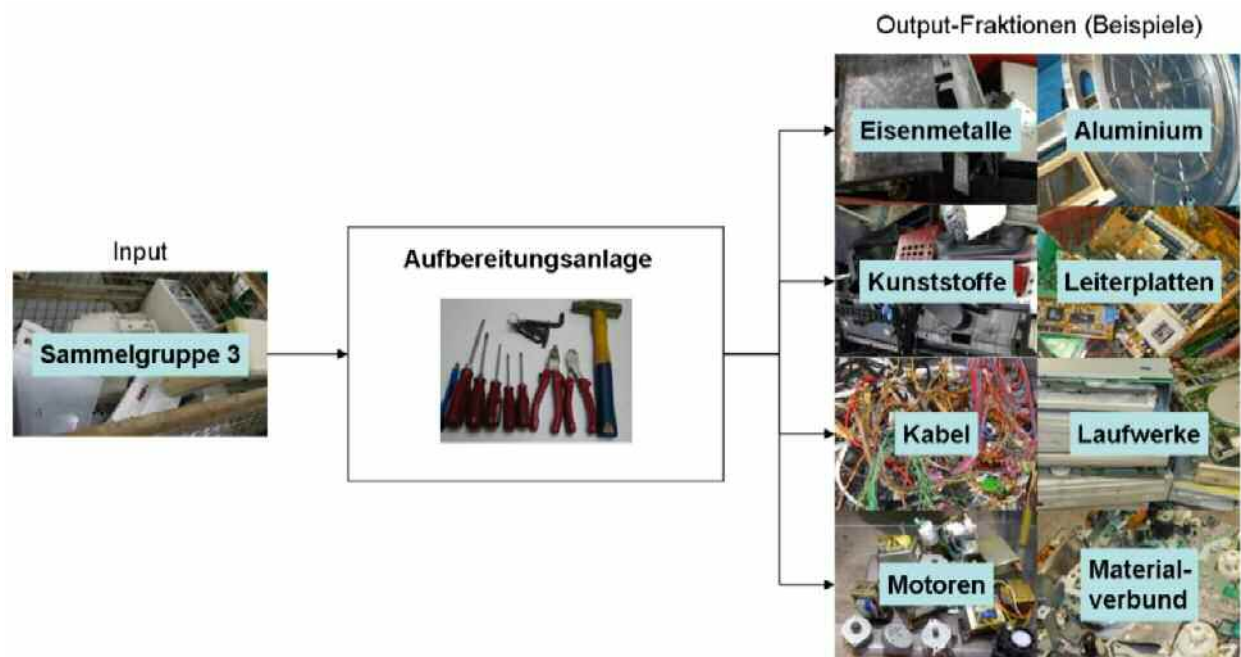 Output-Fraktionen (Beispiele)
Eisenmetalle
Aluminium
Input
Aufbereitungsanlage
Kunststoffe
Leiterplatten
Sammelgruppe 3
Kabel
Laufwerke
Motoren
Material-
verbund